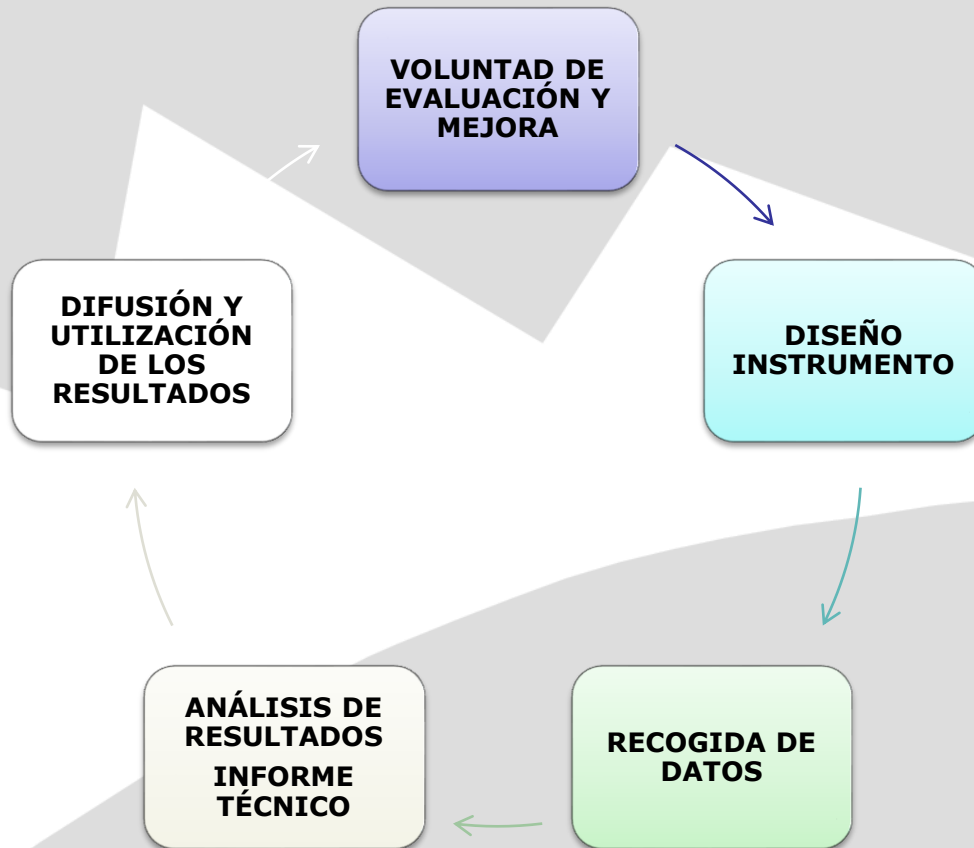 VOLUNTAD DE
EVALUACIÓN Y
MEJORA
DISEÑO
INSTRUMENTO
RECOGIDA DE
DATOS
ANÁLISIS DE
RESULTADOS
INFORME
TÉCNICO
DIFUSIÓN Y
UTILIZACIÓN
DE LOS
RESULTADOS